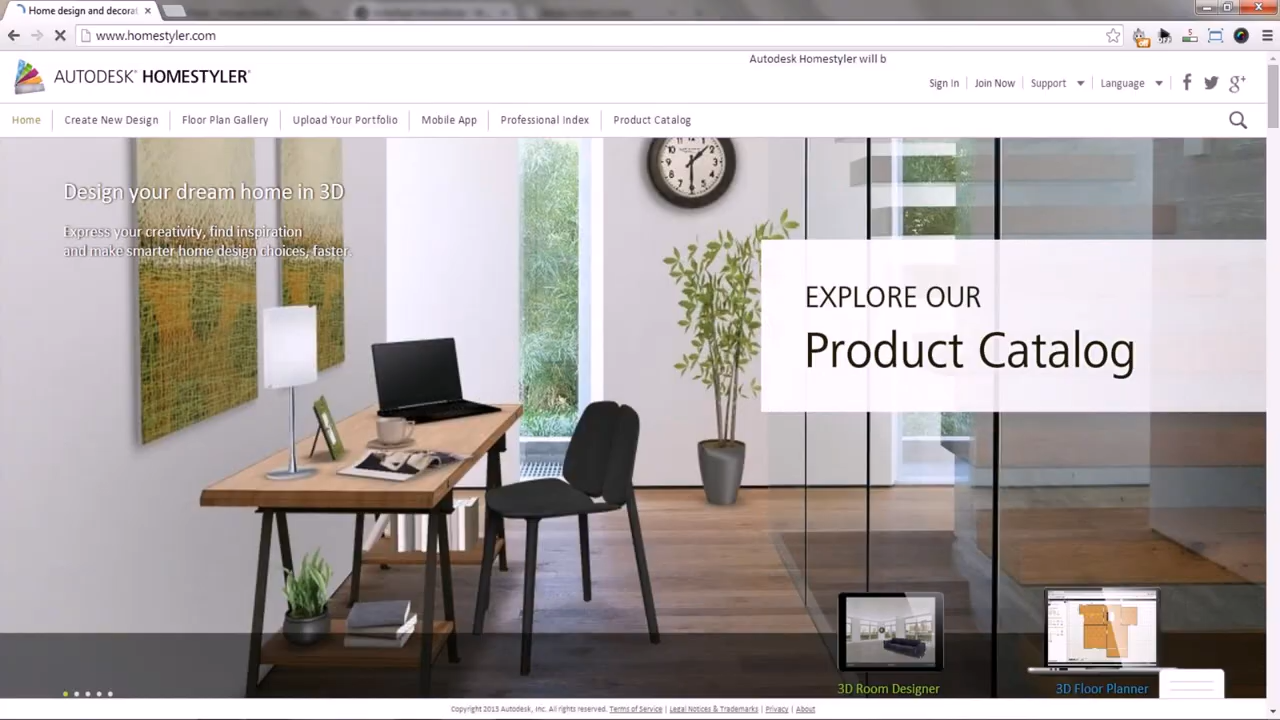 Home design and decorat
www.homestyler.com
AUTODESK® HOMESTYLER®
Autodesk Homestyler will b
Sign In
Join Now
Support
Language
Home
Create New Design
Floor Plan Gallery
Upload Your Portfolio
Mobile App
Professional Index
Product Catalog
Design your dream home in 3D
Express your creativity, find inspiration
and make smarter home design choices, faster.
EXPLORE OUR
Product Catalog
3D Room Designer
3D Floor Planner
Copyright 2015 Autodesk, Inc. All rights reserved. Terms of Service | Legal Notices & Trademarks | Privacy | About